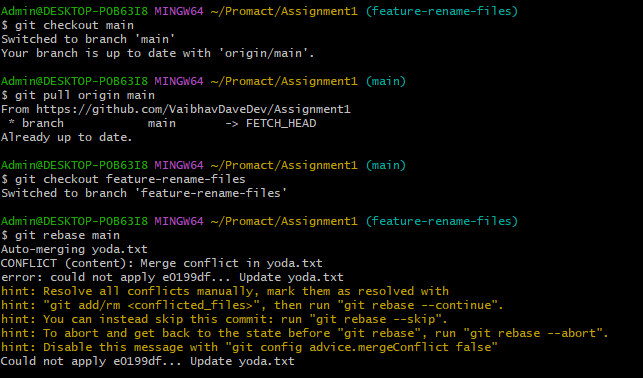 Admin@DESKTOP-POB63I8 MINGW64 ~/Promact/Assignment1 (feature-rename-files)
$ git checkout main
Switched to branch 'main'
Your branch is up to date with 'origin/main'.
Admin@DESKTOP-POB63I8 MINGW64 ~/Promact/Assignment1 (main)
$ git pull origin main
From https://github.com/VaibhavDaveDev/Assignment1
 * branch            main       -> FETCH_HEAD
Already up to date.
Admin@DESKTOP-POB63I8 MINGW64 ~/Promact/Assignment1 (main)
$ git checkout feature-rename-files
Switched to branch 'feature-rename-files'
Admin@DESKTOP-POB63I8 MINGW64 ~/Promact/Assignment1 (feature-rename-files)
$ git rebase main
Auto-merging yoda.txt
CONFLICT (content): Merge conflict in yoda.txt
error: could not apply e0199df... Update yoda.txt
hint: Resolve all conflicts manually, mark them as resolved with
hint: "git add/rm <conflicted_files>", then run "git rebase --continue".
hint: You can instead skip this commit: run "git rebase --skip".
hint: To abort and get back to the state before "git rebase", run "git rebase --abort".
hint: Disable this message with "git config advice.mergeConflict false"
Could not apply e0199df... Update yoda.txt